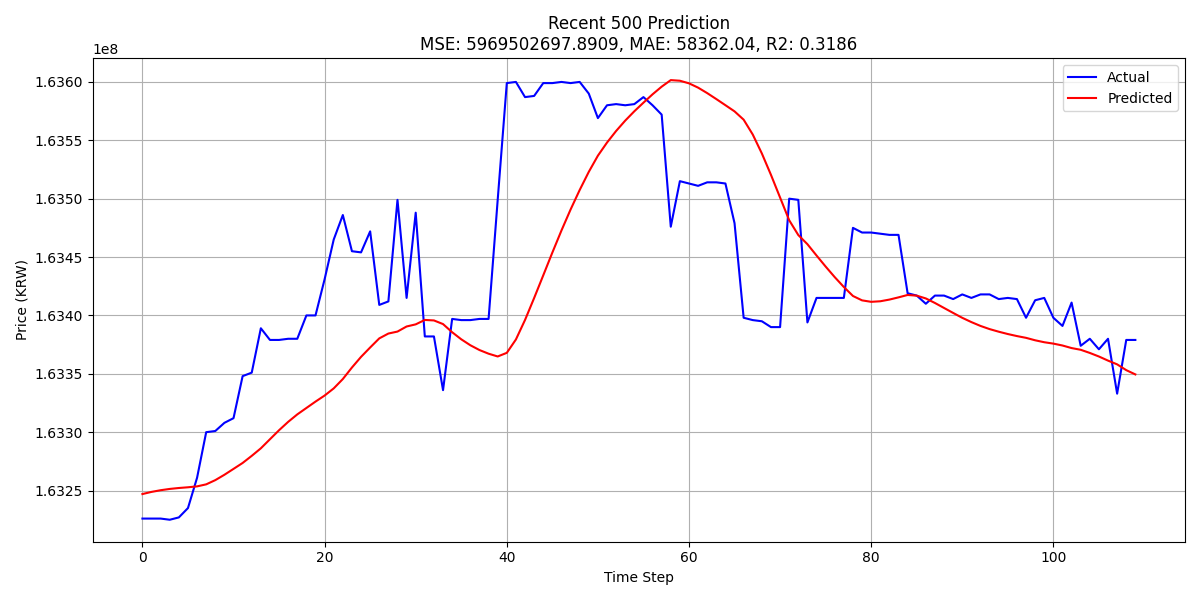 Recent 500 Prediction
MSE: 5969502697.8909, MAE: 58362.04, R2: 0.3186
1e8
1.6360
1.6355
1.6350
1.6345
1.6340
1.6335
1.6330
1.6325
Price (KRW)
Actual
Predicted
0 20 40 60 80 100
Time Step